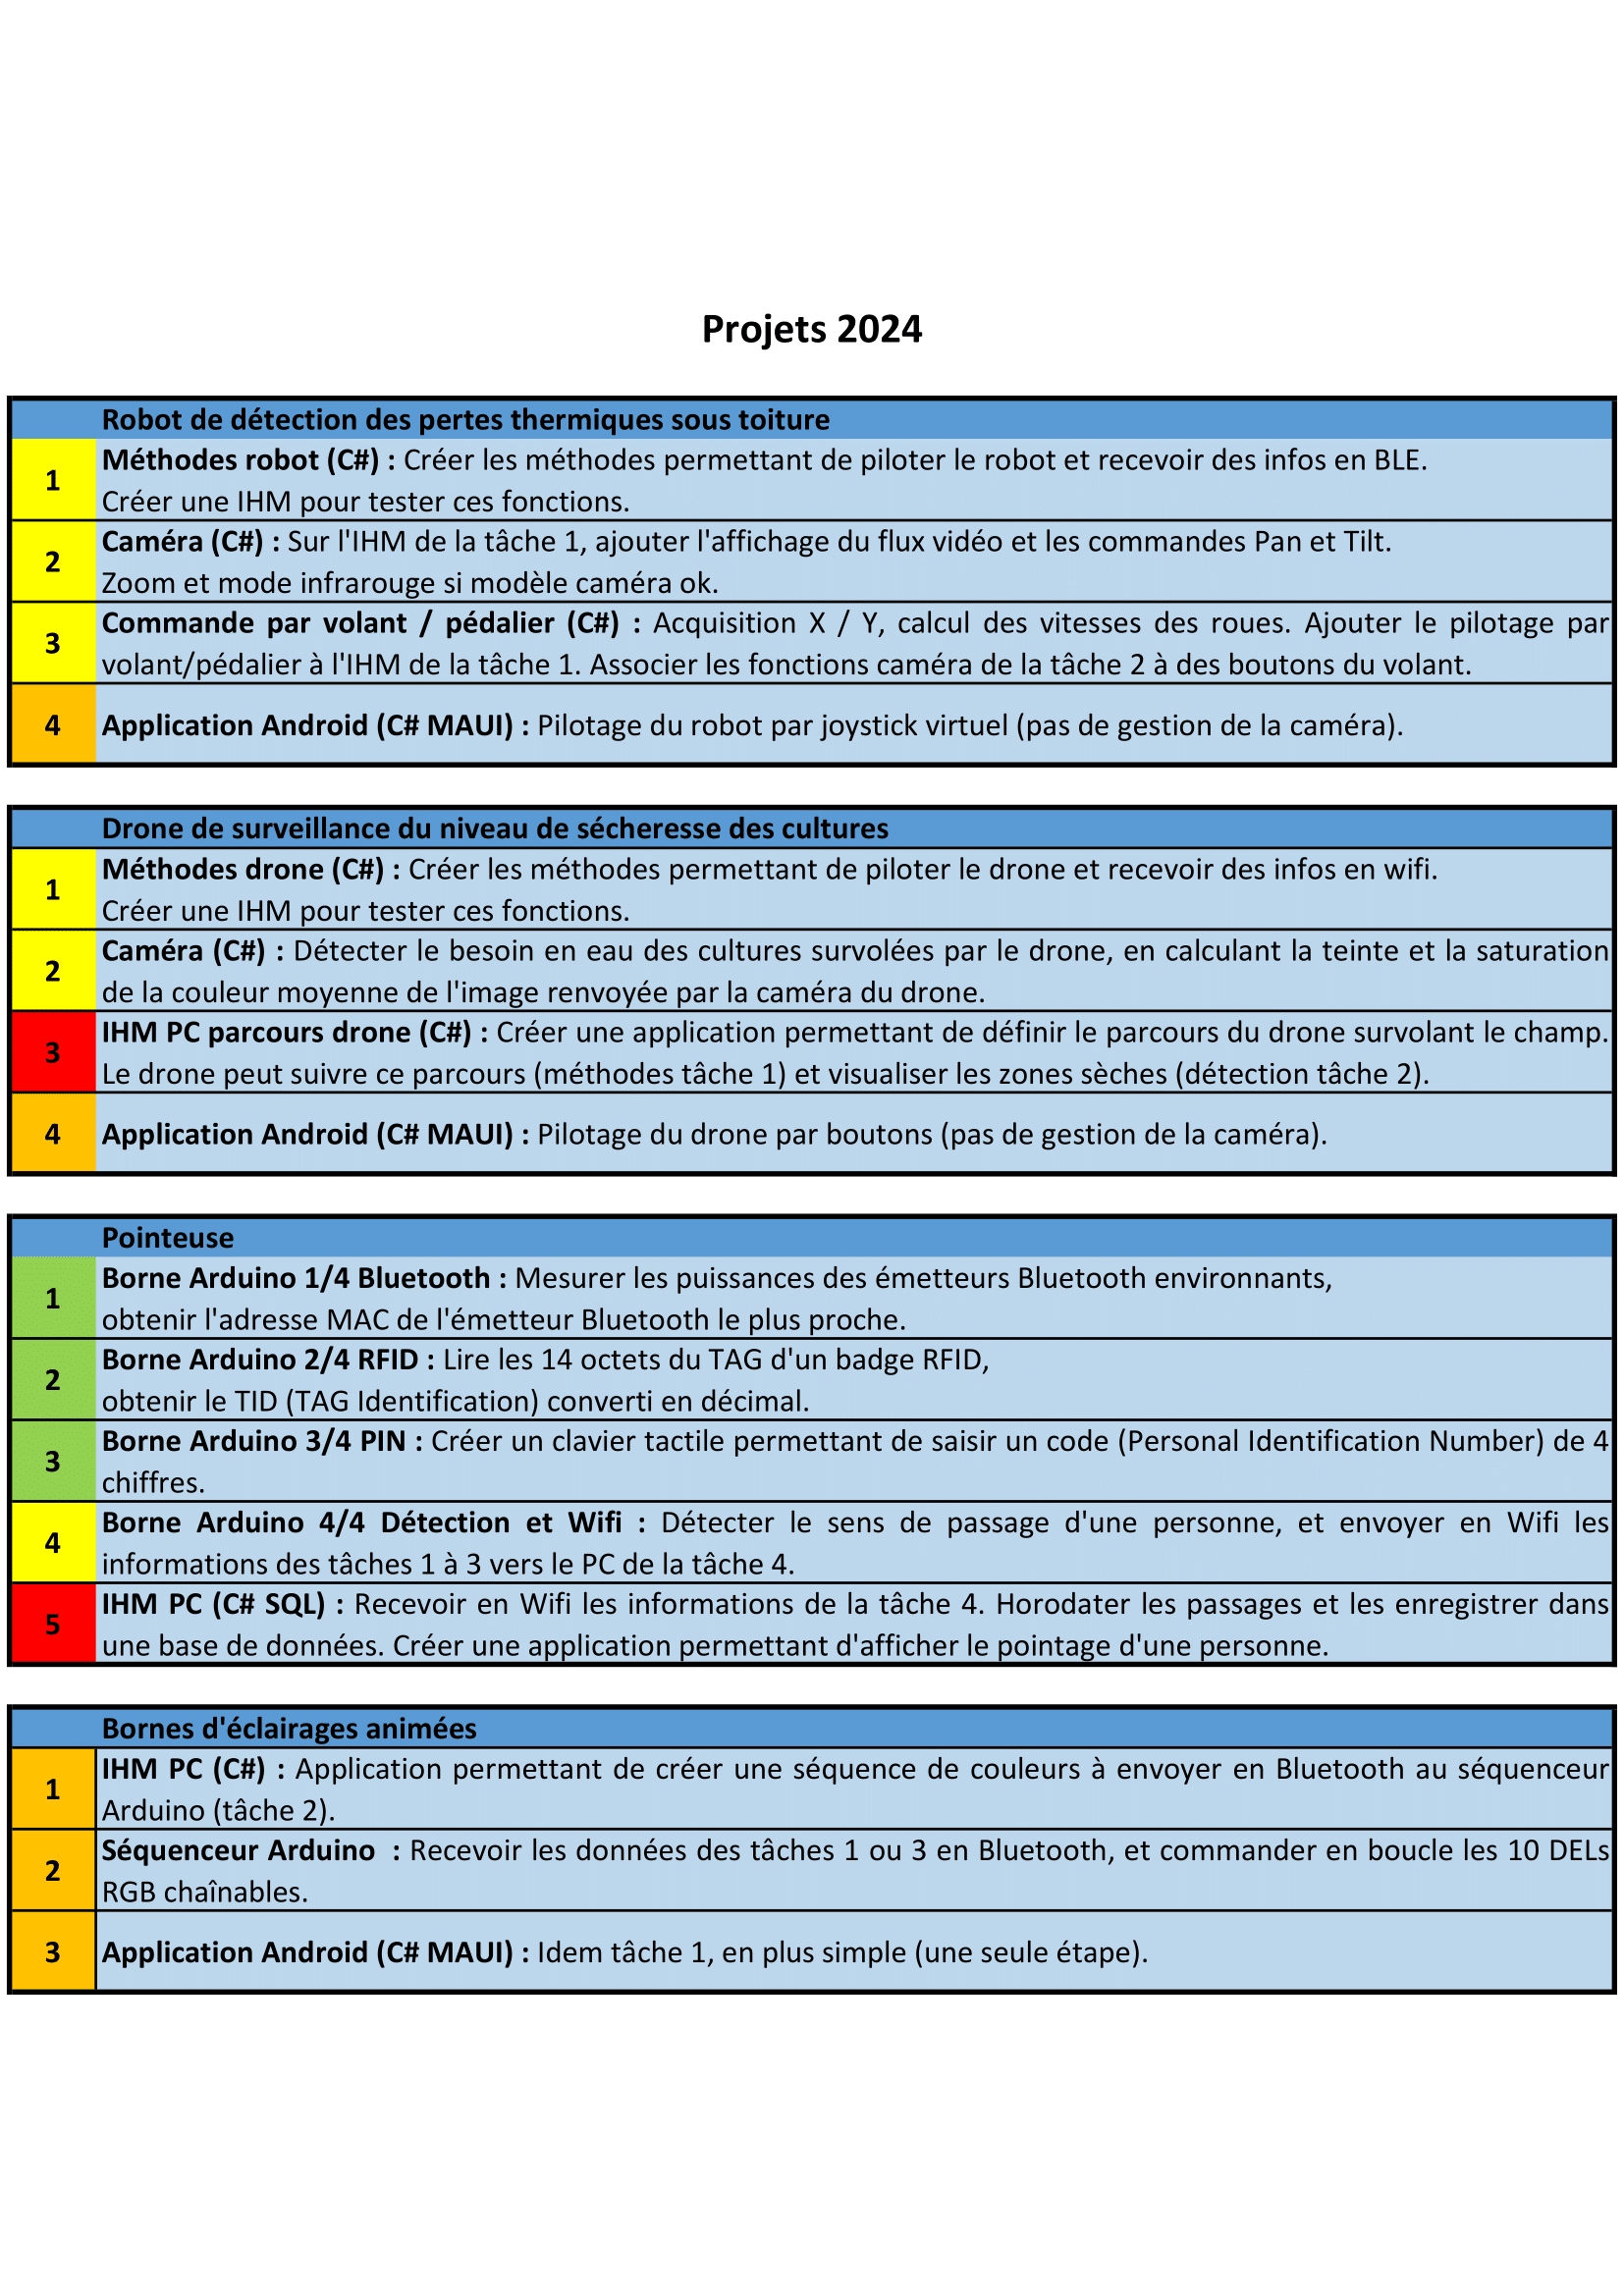 Projets 2024
Robot de détection des pertes thermiques sous toiture
1
Méthodes robot (C#) : Créer les méthodes permettant de piloter le robot et recevoir des infos en BLE.
Créer une IHM pour tester ces fonctions.
2
Caméra (C#) : Sur l'IHM de la tâche 1, ajouter l'affichage du flux vidéo et les commandes Pan et Tilt.
Zoom et mode infrarouge si modèle caméra ok.
3
Commande par volant / pédalier (C#) : Acquisition X / Y, calcul des vitesses des roues. Ajouter le pilotage par
volant/pédalier à l'IHM de la tâche 1. Associer les fonctions caméra de la tâche 2 à des boutons du volant.
4
Application Android (C# MAUI) : Pilotage du robot par joystick virtuel (pas de gestion de la caméra).
Drone de surveillance du niveau de sécheresse des cultures
1
Méthodes drone (C#) : Créer les méthodes permettant de piloter le drone et recevoir des infos en wifi.
Créer une IHM pour tester ces fonctions.
2
Caméra (C#) : Détecter le besoin en eau des cultures survolées par le drone, en calculant la teinte et la saturation
de la couleur moyenne de l'image renvoyée par la caméra du drone.
3
IHM PC parcours drone (C#) : Créer une application permettant de définir le parcours du drone survolant le champ.
Le drone peut suivre ce parcours (méthodes tâche 1) et visualiser les zones sèches (détection tâche 2).
4
Application Android (C# MAUI) : Pilotage du drone par boutons (pas de gestion de la caméra).
Pointeuse
1
Borne Arduino 1/4 Bluetooth : Mesurer les puissances des émetteurs Bluetooth environnants,
obtenir l'adresse MAC de l'émetteur Bluetooth le plus proche.
2
Borne Arduino 2/4 RFID : Lire les 14 octets du TAG d'un badge RFID,
obtenir le TID (TAG Identification) converti en décimal.
3
Borne Arduino 3/4 PIN : Créer un clavier tactile permettant de saisir un code (Personal Identification Number) de 4
chiffres.
4
Borne Arduino 4/4 Détection et Wifi : Détecter le sens de passage d'une personne, et envoyer en Wifi les
informations des tâches 1 à 3 vers le PC de la tâche 4.
5
IHM PC (C# SQL) : Recevoir en Wifi les informations de la tâche 4. Horodater les passages et les enregistrer dans
une base de données. Créer une application permettant d'afficher le pointage d'une personne.
Bornes d'éclairages animées
1
IHM PC (C#) : Application permettant de créer une séquence de couleurs à envoyer en Bluetooth au séquenceur
Arduino (tâche 2).
2
Séquenceur Arduino : Recevoir les données des tâches 1 ou 3 en Bluetooth, et commander en boucle les 10 DELs
RGB chaînables.
3
Application Android (C# MAUI) : Idem tâche 1, en plus simple (une seule étape).